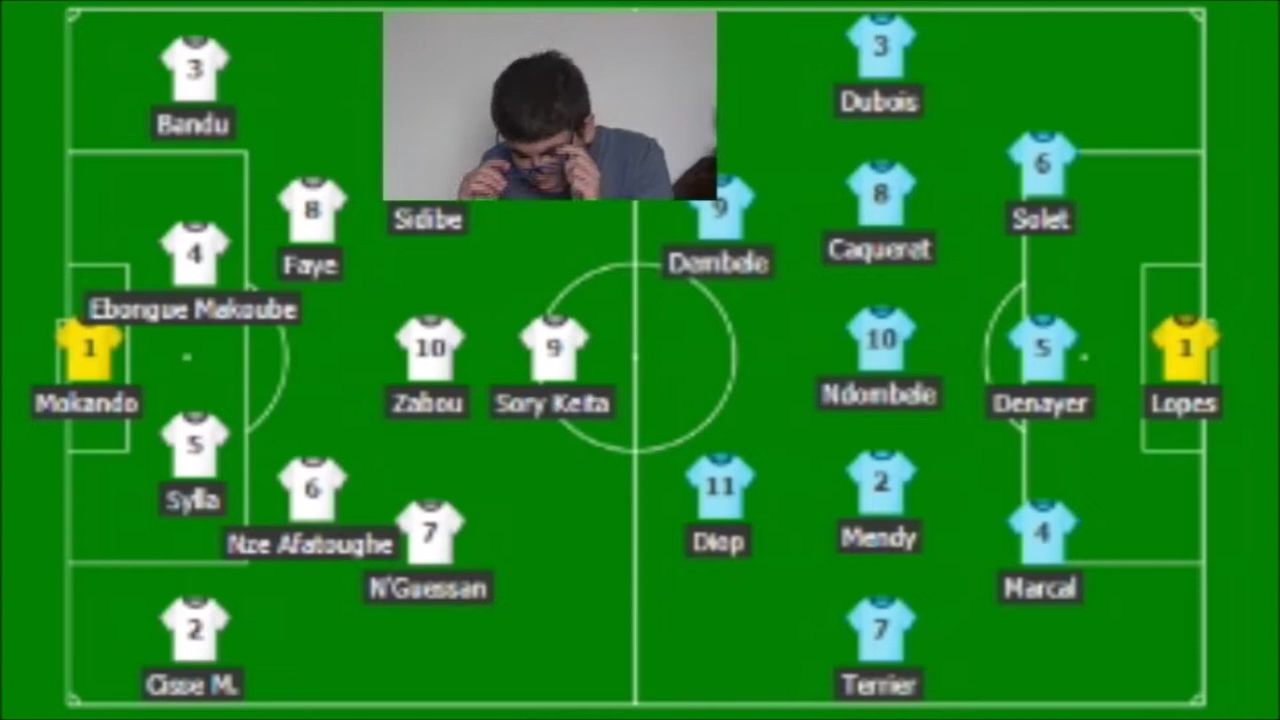 3
Bandu
4
Ebongue Makoube
1
Mokando
5
Sylla
2
Cisse M.
8
Faye
6
Nze Afatoughe
Sidibe
10
Zabou
7
N'Guessan
9
Sory Keita
9
Dembele
11
Diop
3
Dubois
8
Caqueret
10
Ndombele
2
Mendy
7
Terrier
6
Solet
5
Denayer
4
Marcal
1
Lopes